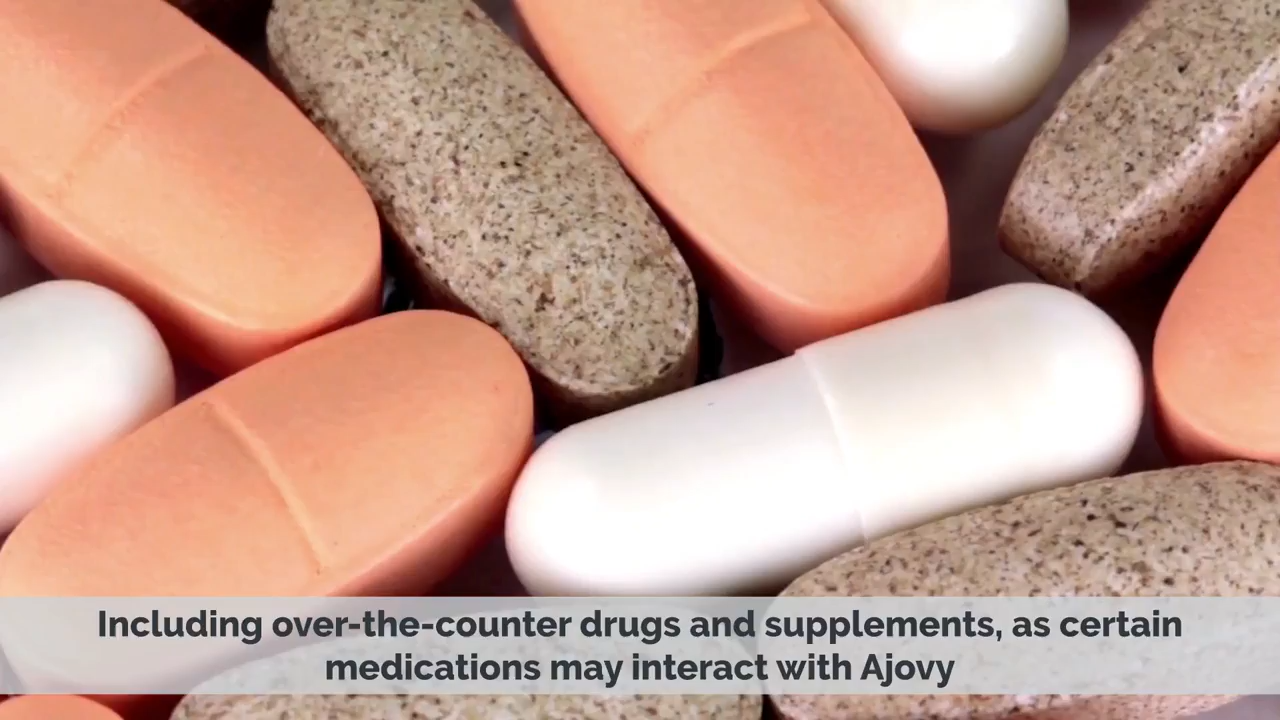 Including over-the-counter drugs and supplements, as certain
medications may interact with Ajovy